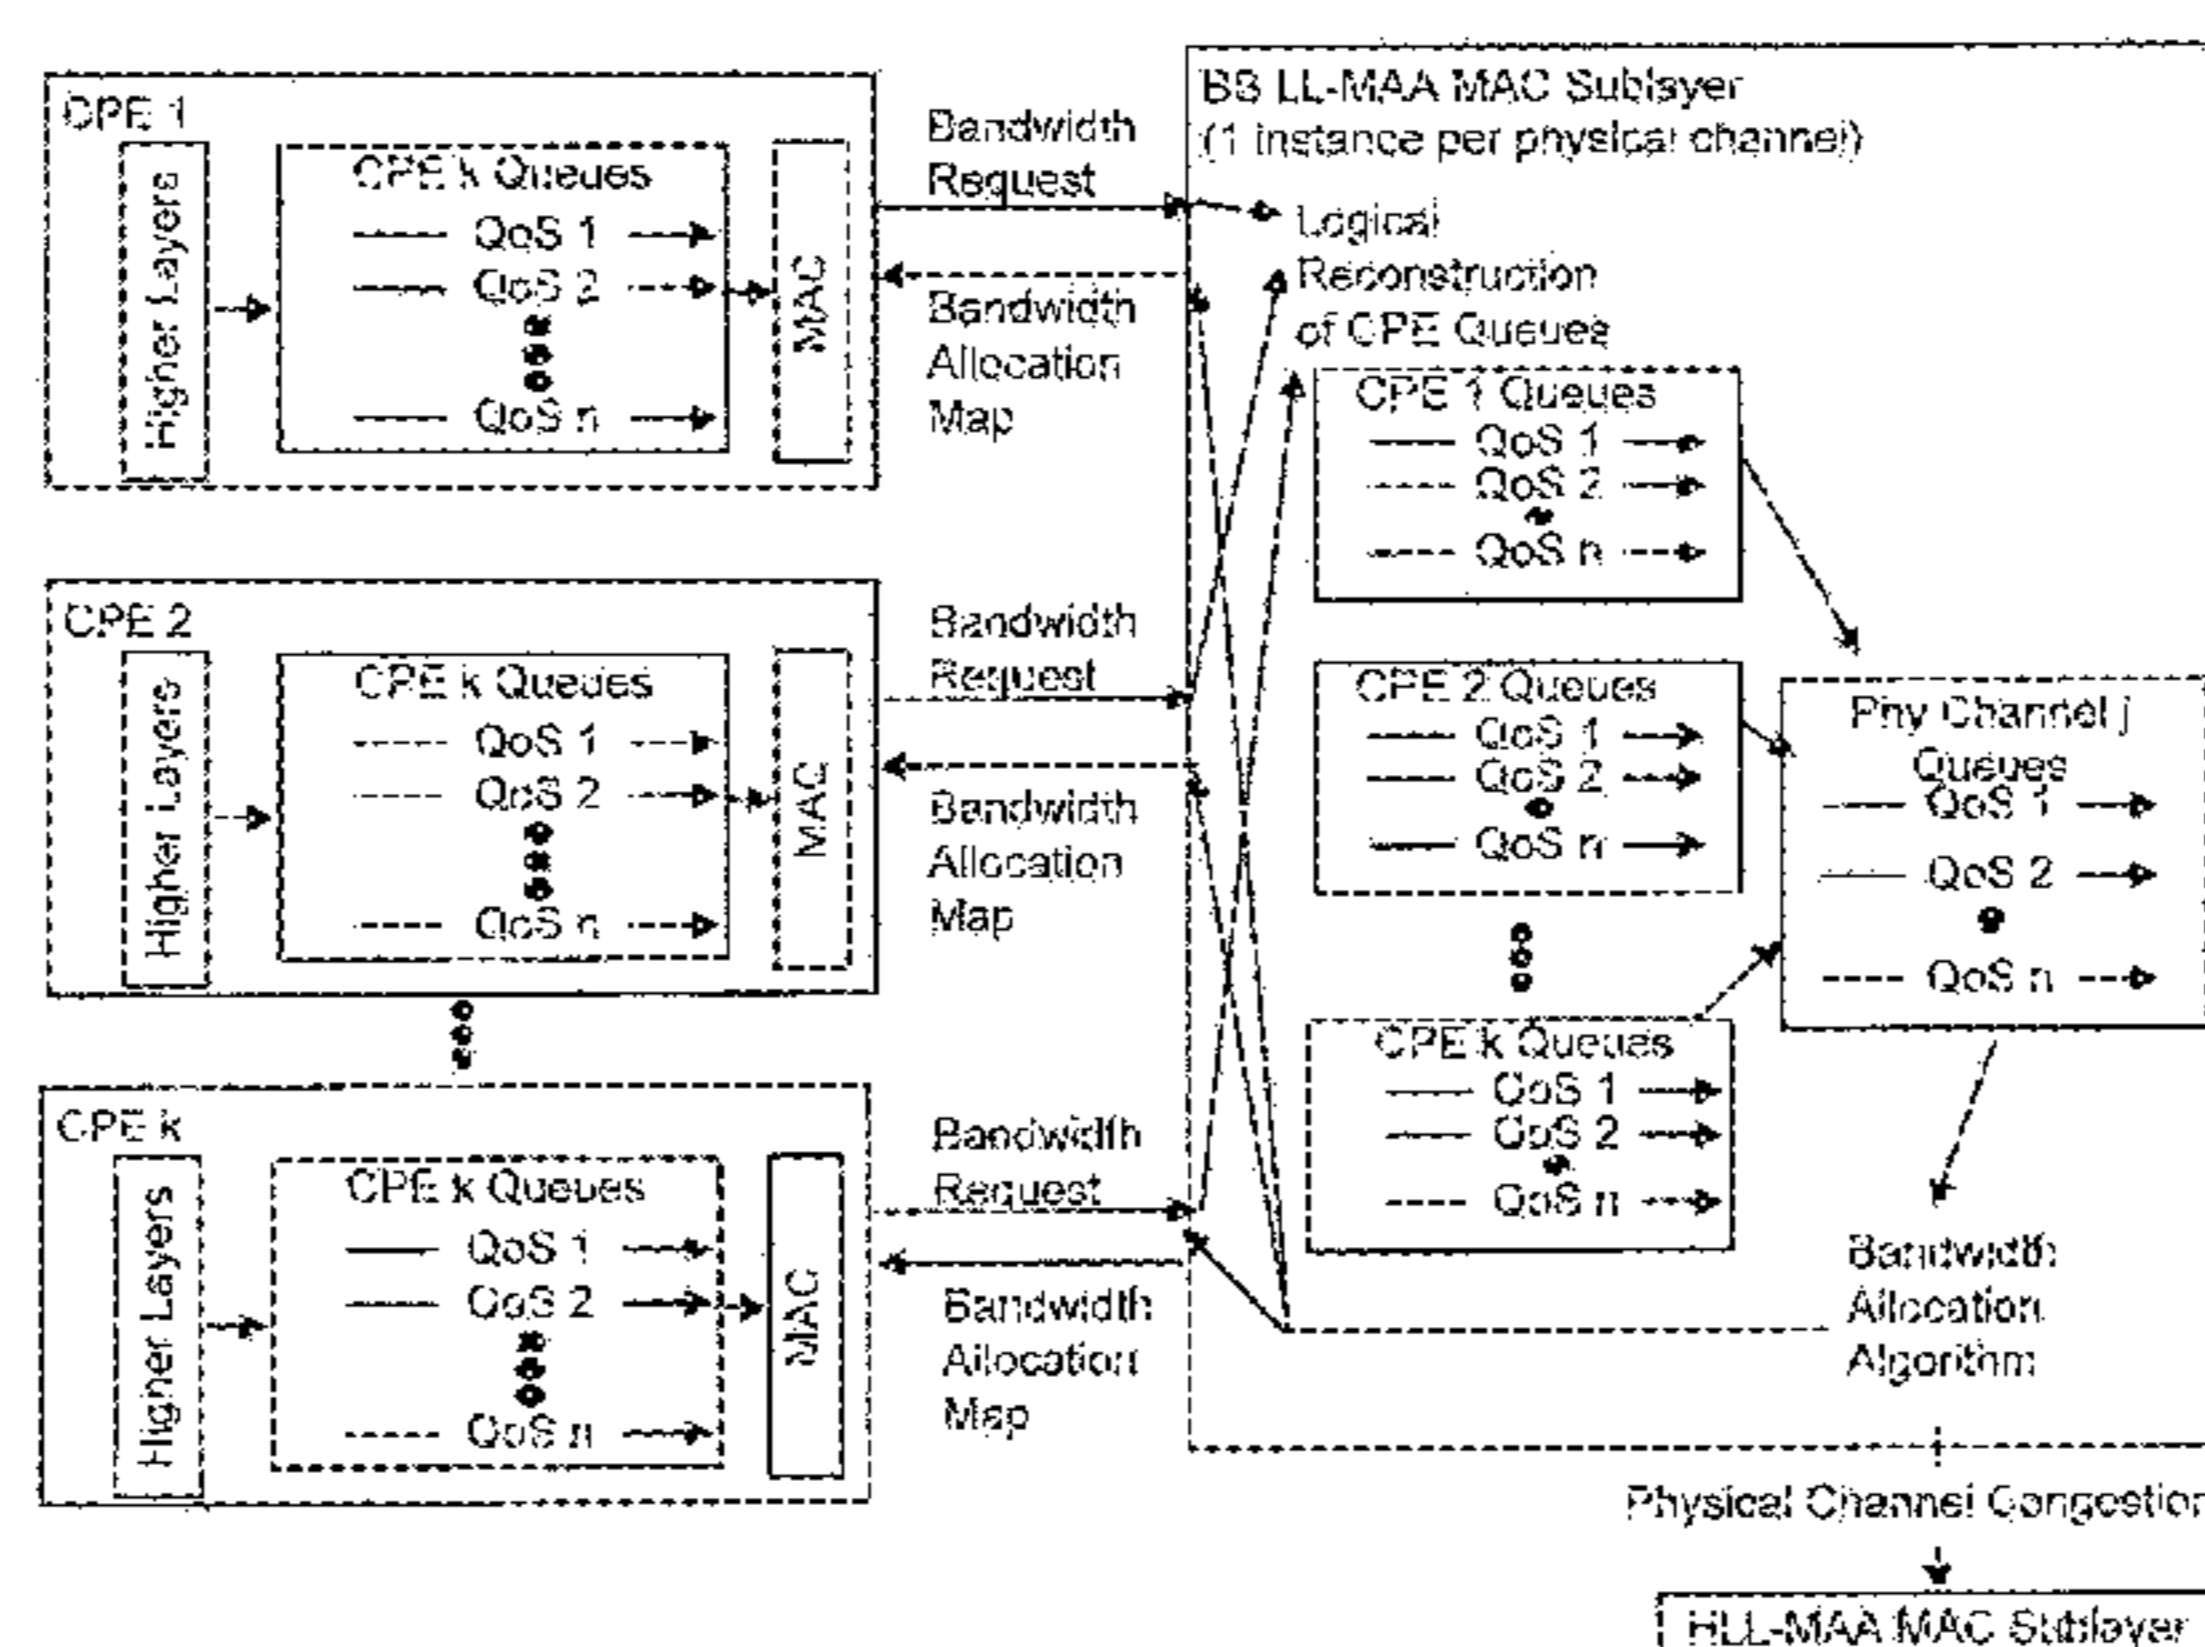 CPE 1
Higher Layers
CPE k Queues
QoS 1
QoS 2
QoS n
MAC
Bandwidth
Request
Bandwidth
Allocation
Map
CPE 2
Higher Layers
CPE k Queues
QoS 1
QoS 2
QoS n
MAC
Bandwidth
Request
Bandwidth
Allocation
Map
CPE k
Higher Layers
CPE k Queues
QoS 1
QoS 2
QoS n
MAC
Bandwidth
Request
Bandwidth
Allocation
Map
BS LL-MAA MAC Sublayer
(1 instance per physical channel)
Logical
Reconstruction
of CPE Queues
CPE 1 Queues
QoS 1
QoS 2
QoS n
CPE 2 Queues
QoS 1
QoS 2
QoS n
CPE k Queues
QoS 1
QoS 2
QoS n
Phy Channel j
Queues
QoS 1
QoS 2
QoS n
Bandwidth
Allocation
Algorithm
Physical Channel Congestion
HLL-MAA MAC Sublayer